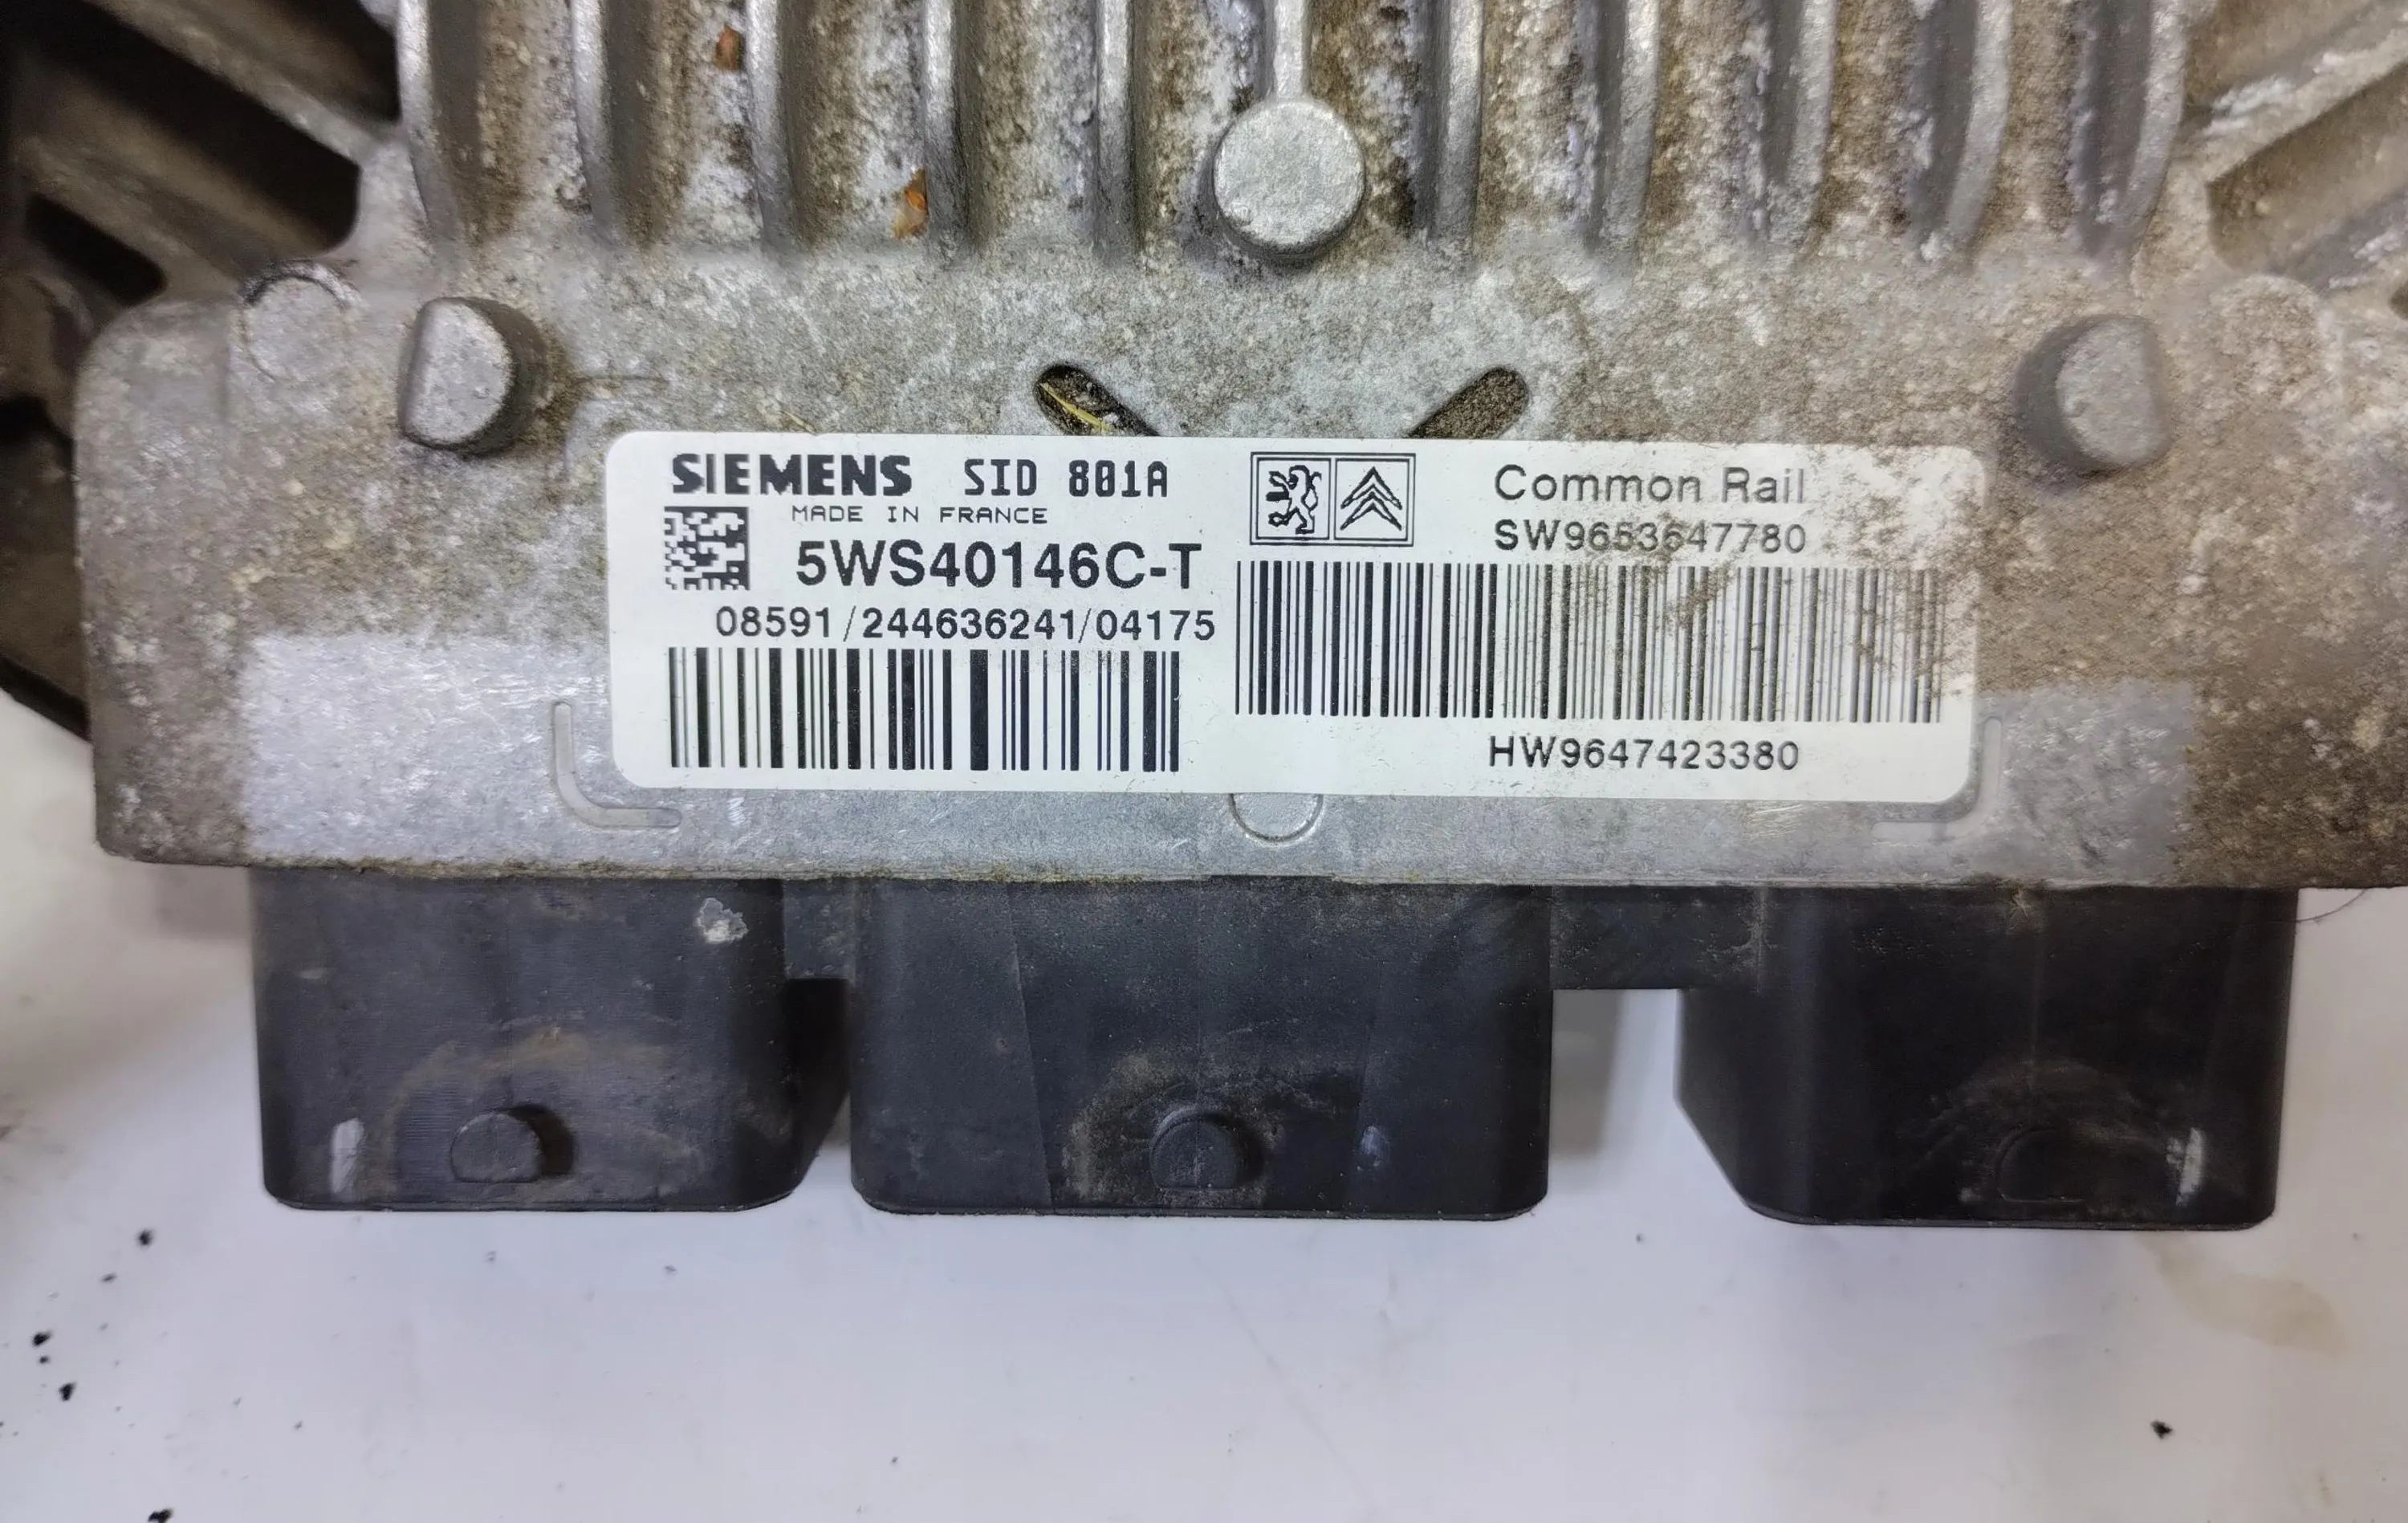 SIEMENS SID 801A
MADE IN FRANCE
5WS40146C-T
08591/244636241/04175
Common Rail
SW9653647780
HW9647423380